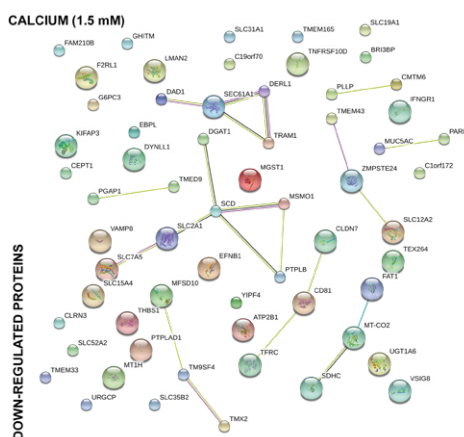 CALCIUM (1.5 mM)
DOWN-REGULATED PROTEINS
GHITM
SLC31A1
TMEM165
SLC19A1
FAM210B
LMAN2
C19orf70
TNFRSF10D
BRI3BP
F2RL1
DERL1
CMTM6
DAD1
SEC61A1
PLLP
G6PC3
IFNGR1
TMEM43
EBPL
DGAT1
TRAM1
KIFAP3
DYNLL1
MUC5AC
CEPT1
MGST1
ZMPSTE24
C1orf172
TMED9
PGAP1
MSMO1
SCD
VAMP8
SLC2A1
CLDN7
SLC12A2
TEX264
SLC7A5
EFNB1
PTPLB
FAT1
SLC15A4
MFSD10
CD81
THBS1
YIPF4
CLRN3
ATP2B1
MT-CO2
PTPLAD1
SLC52A2
TFRC
UGT1A6
MT1H
TM9SF4
SDHC
TMEM33
VSIG8
URGCP
SLC35B2
TMX2